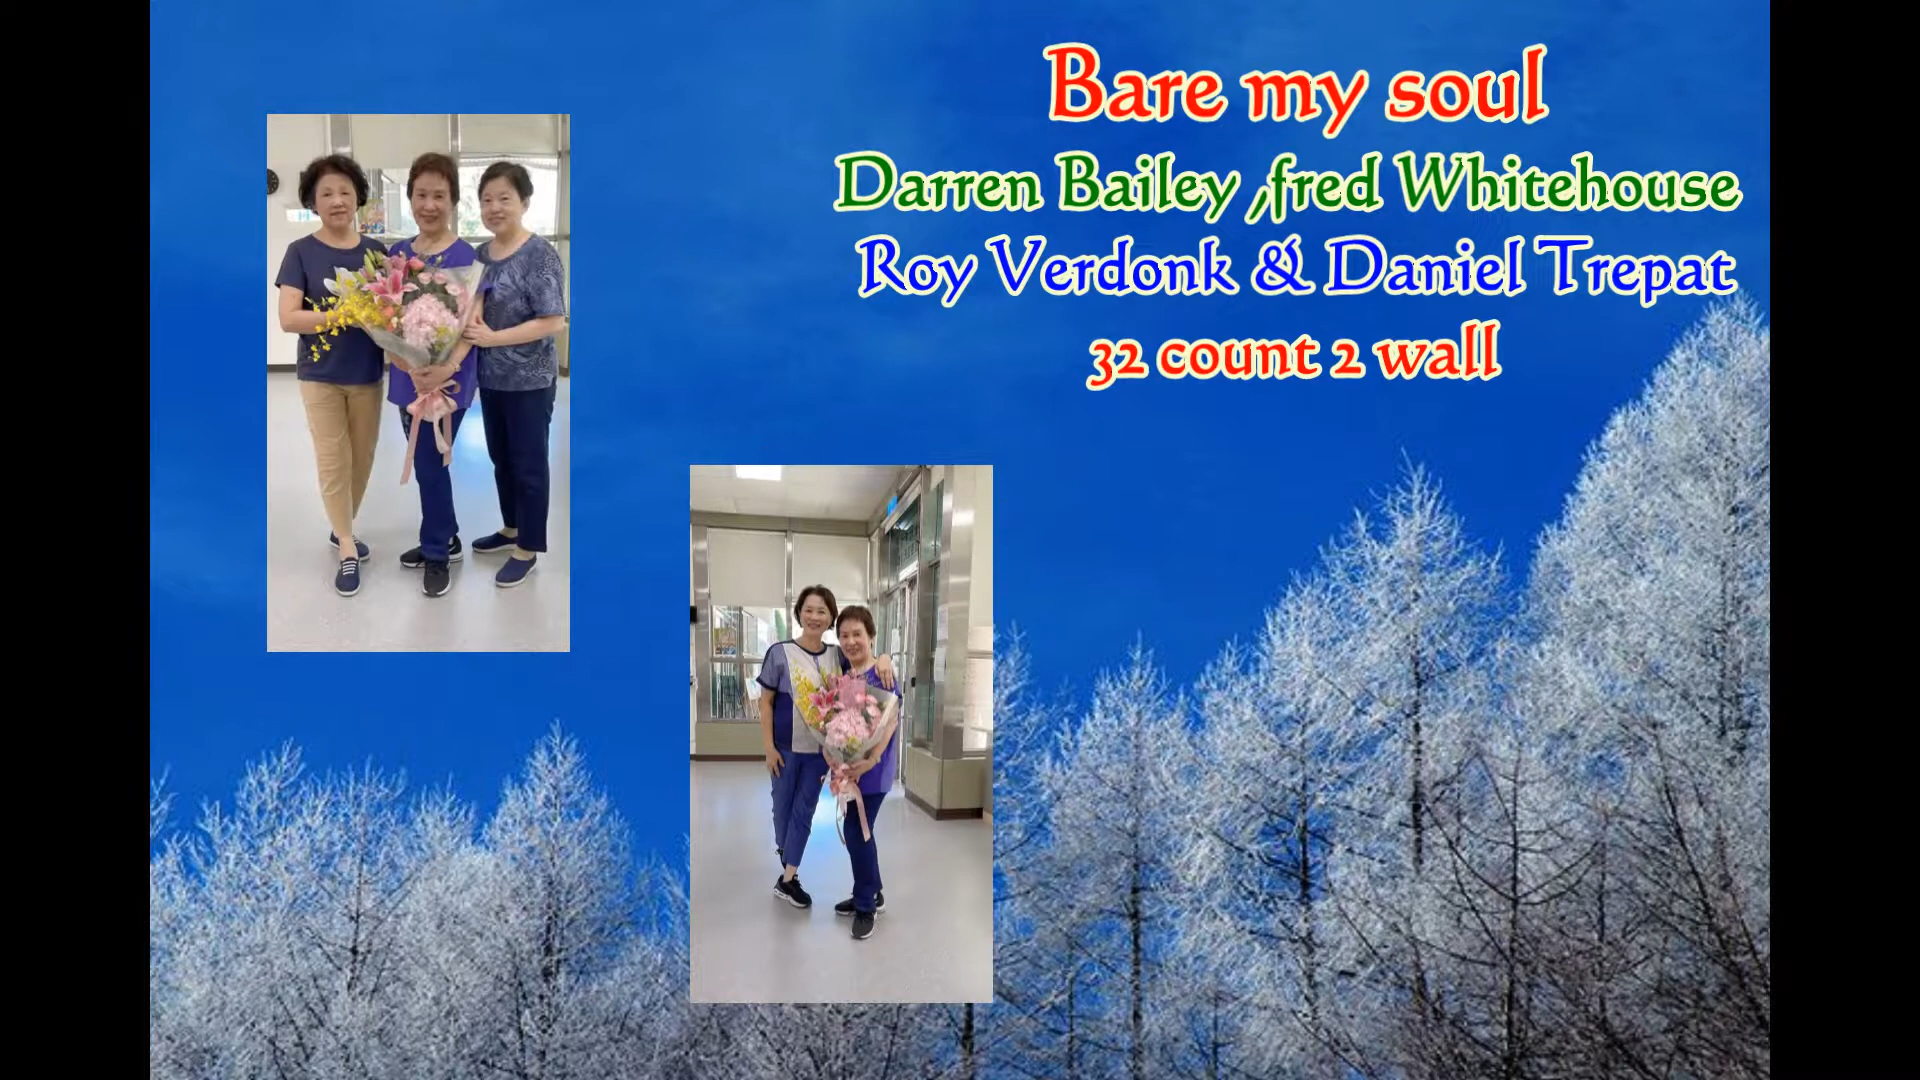 Bare my soul
Darren Bailey ,fred Whitehouse
Roy Verdonk & Daniel Trepat
32 count 2 wall